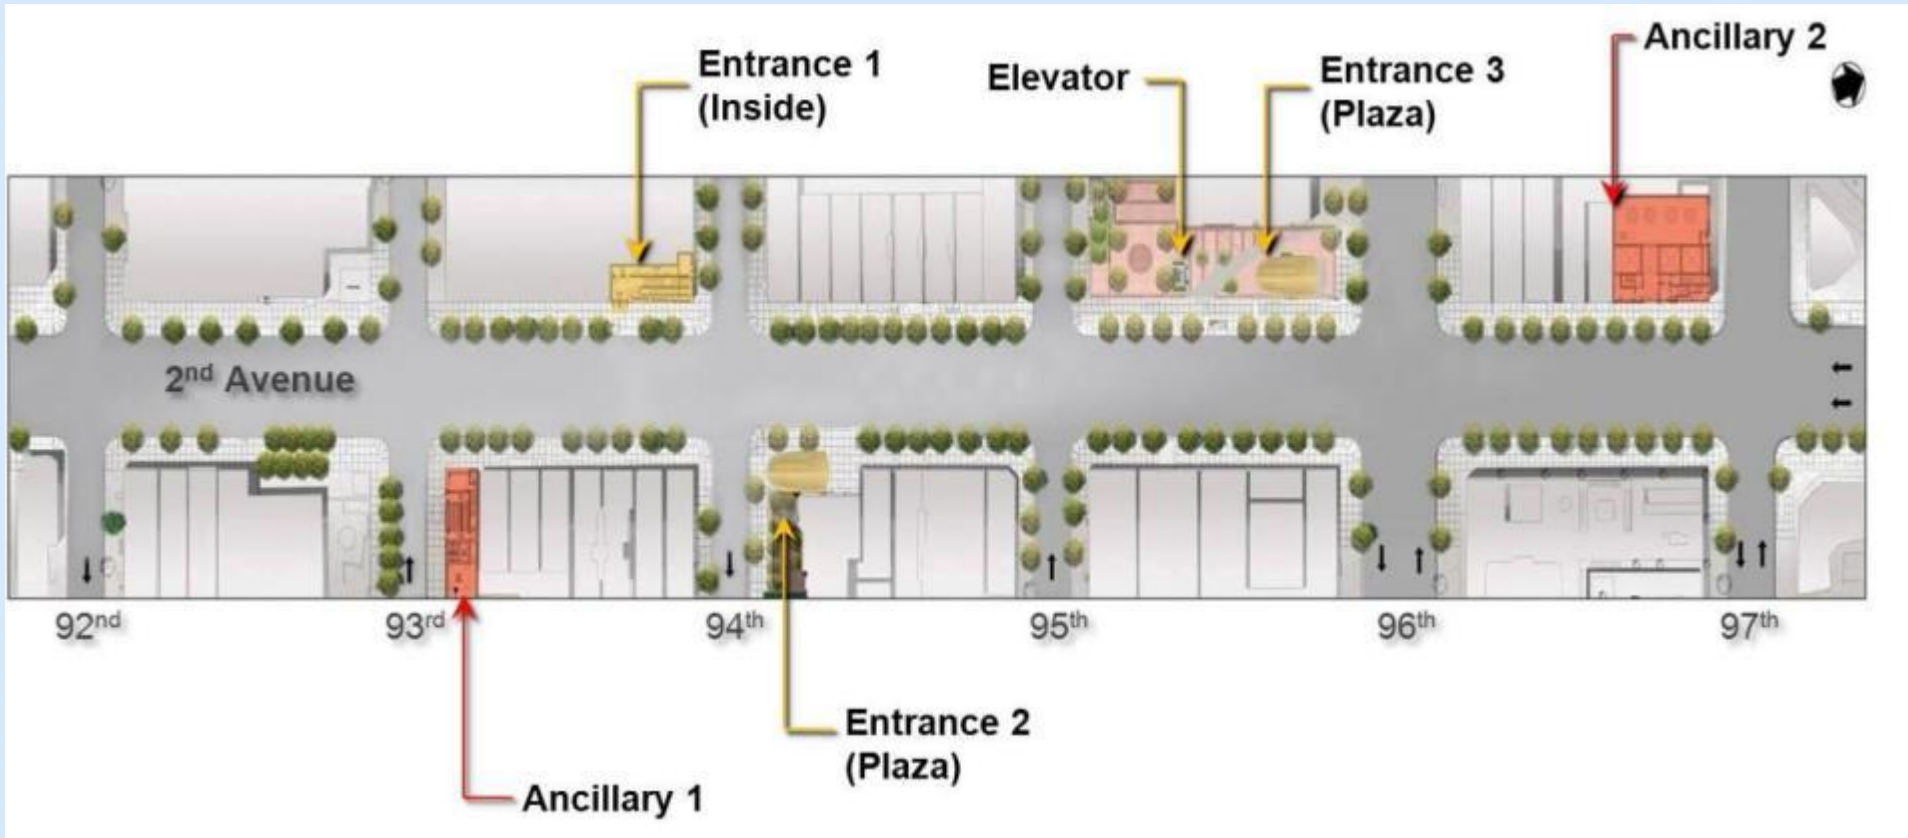 Ancillary 2
Entrance 1
(Inside)
Elevator
Entrance 3
(Plaza)
2nd Avenue
92nd
93rd
94th
95th
96th
97th
Entrance 2
(Plaza)
Ancillary 1